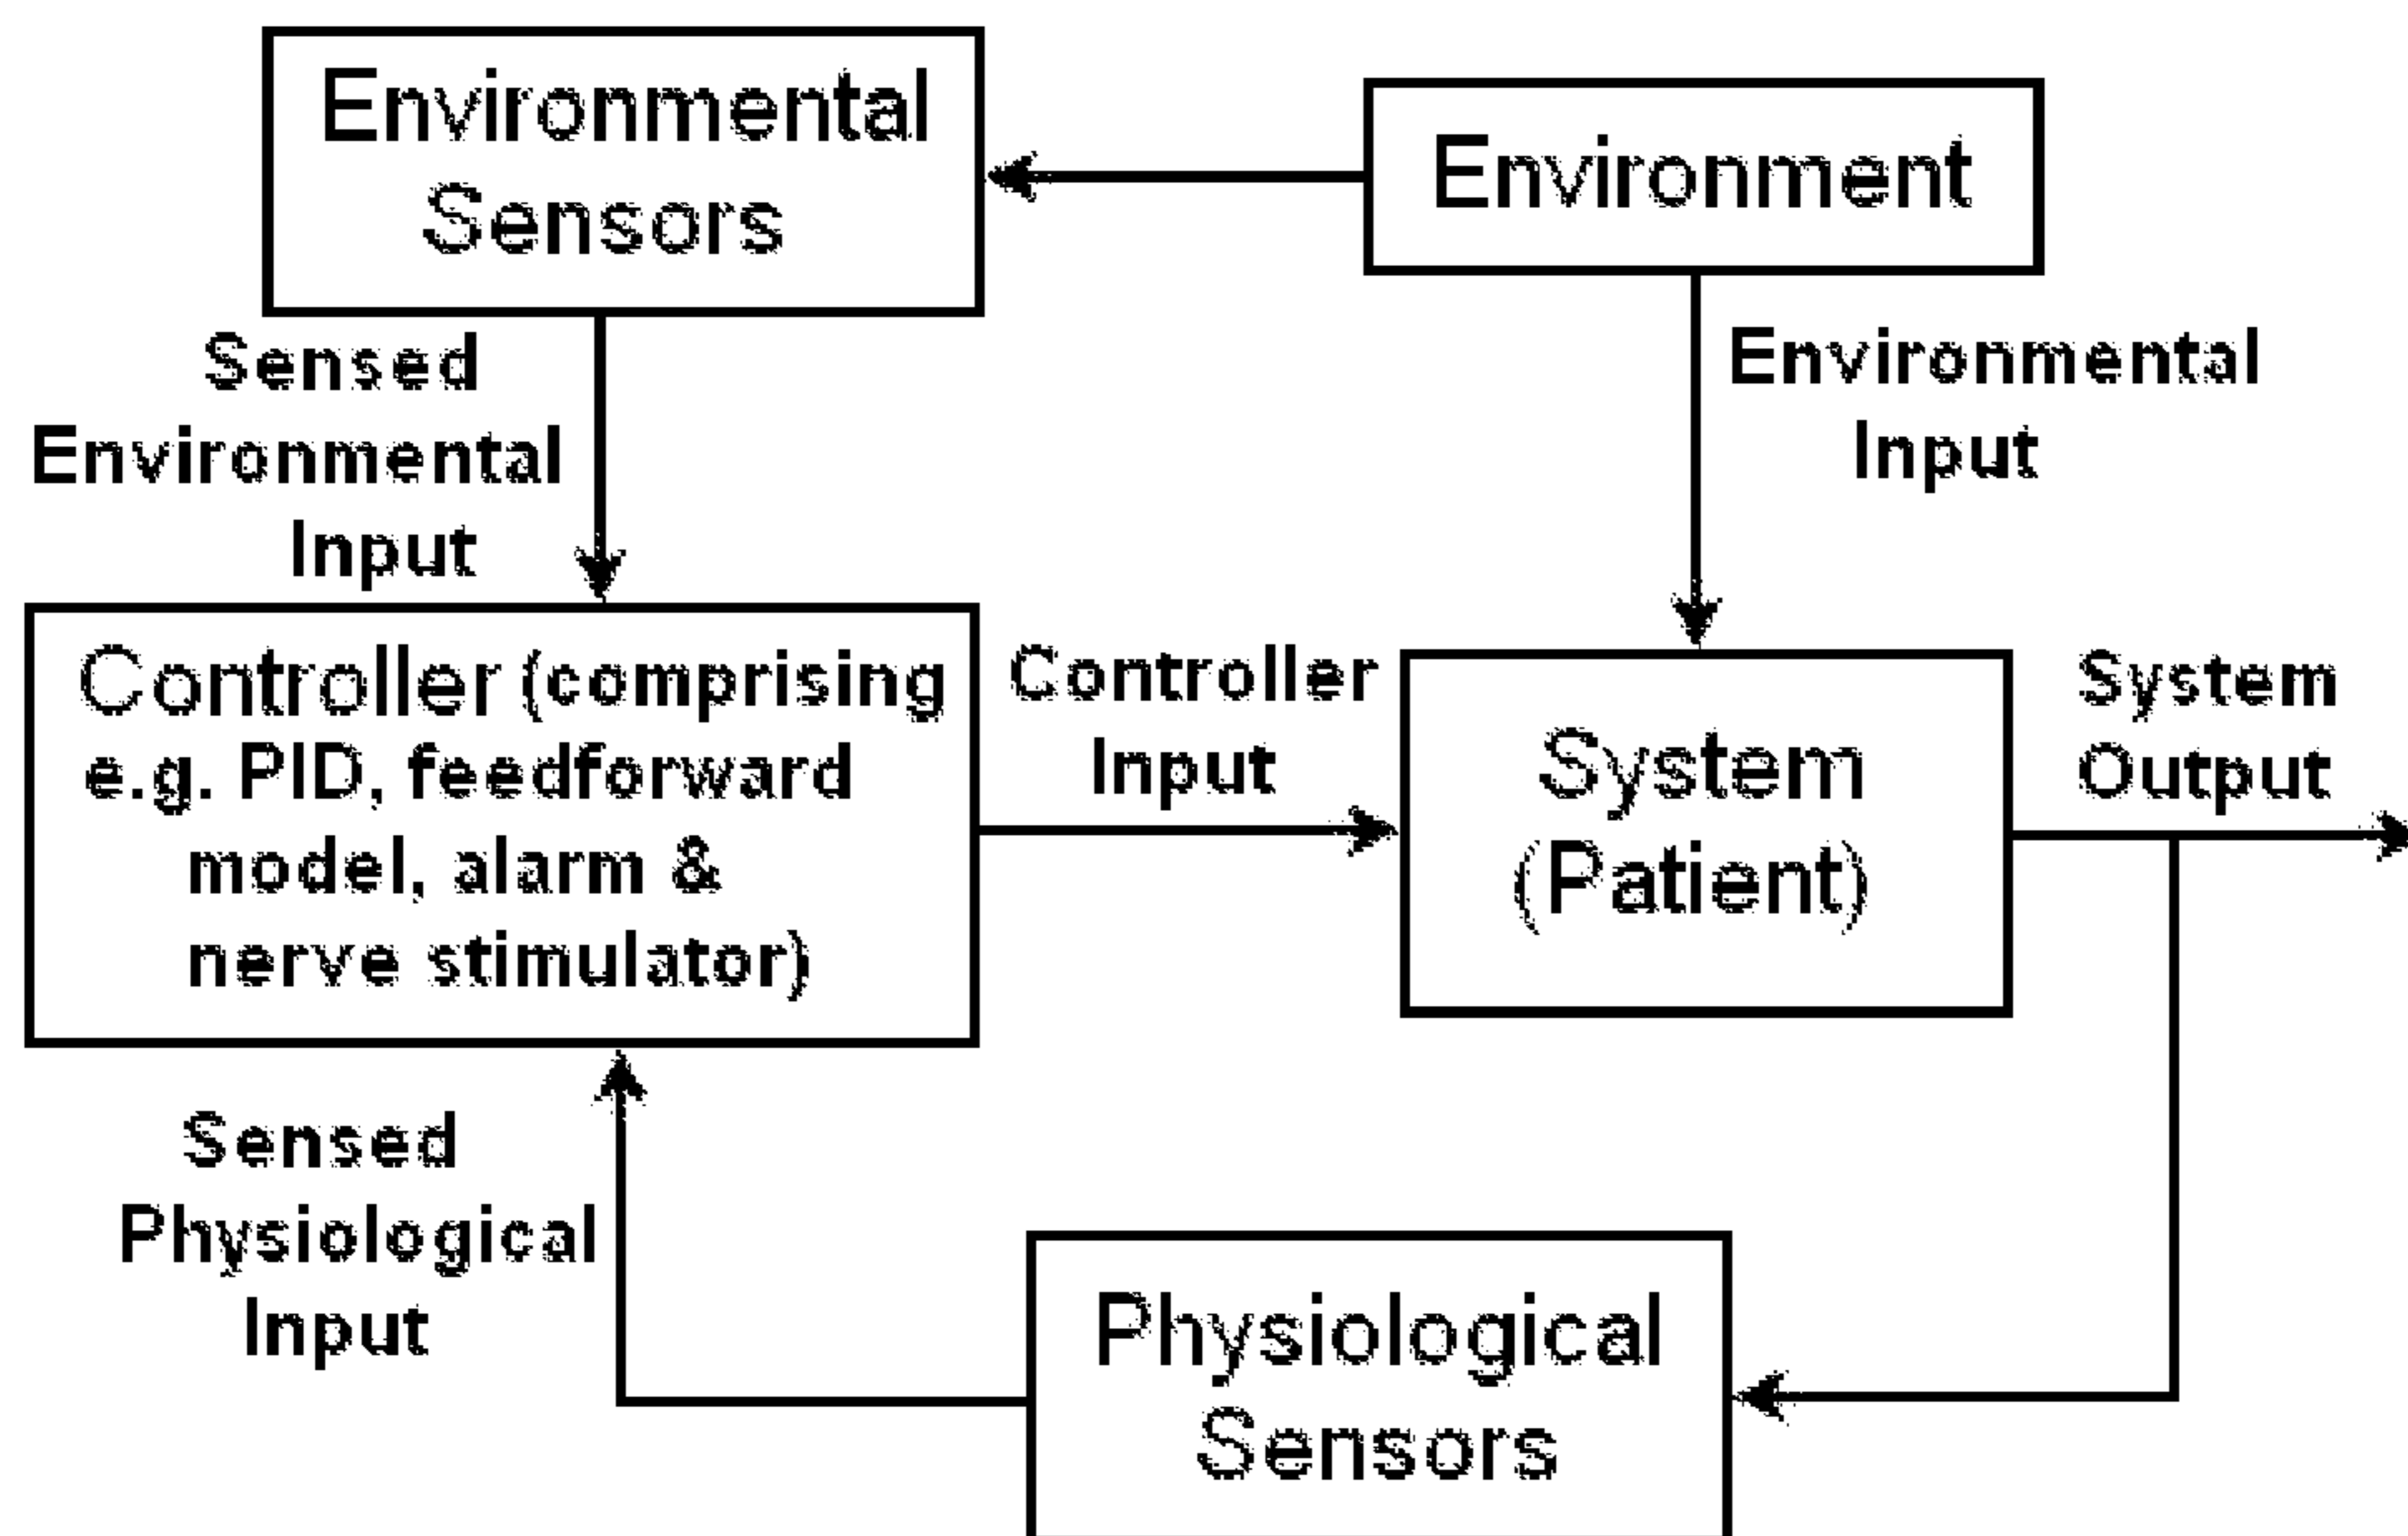 Environmental
Sensors
Environment
Sensed
Environmental
Input
Environmental
Input
Controller (comprising
e.g. PID, feedforward
model, alarm &
nerve stimulator)
Controller
Input
System
(Patient)
System
Output
Sensed
Physiological
Input
Physiological
Sensors